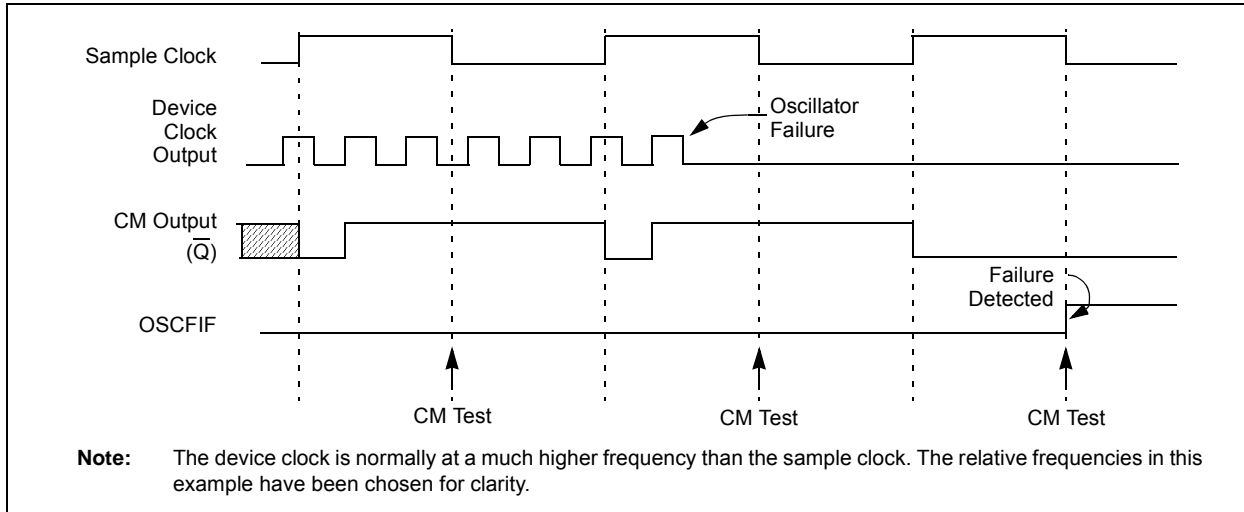 Sample Clock
Device
Clock
Output
Oscillator
Failure
CM Output
(Q̅)
Failure
Detected
OSCFIF
CM Test
CM Test
CM Test
Note: The device clock is normally at a much higher frequency than the sample clock. The relative frequencies in this
example have been chosen for clarity.